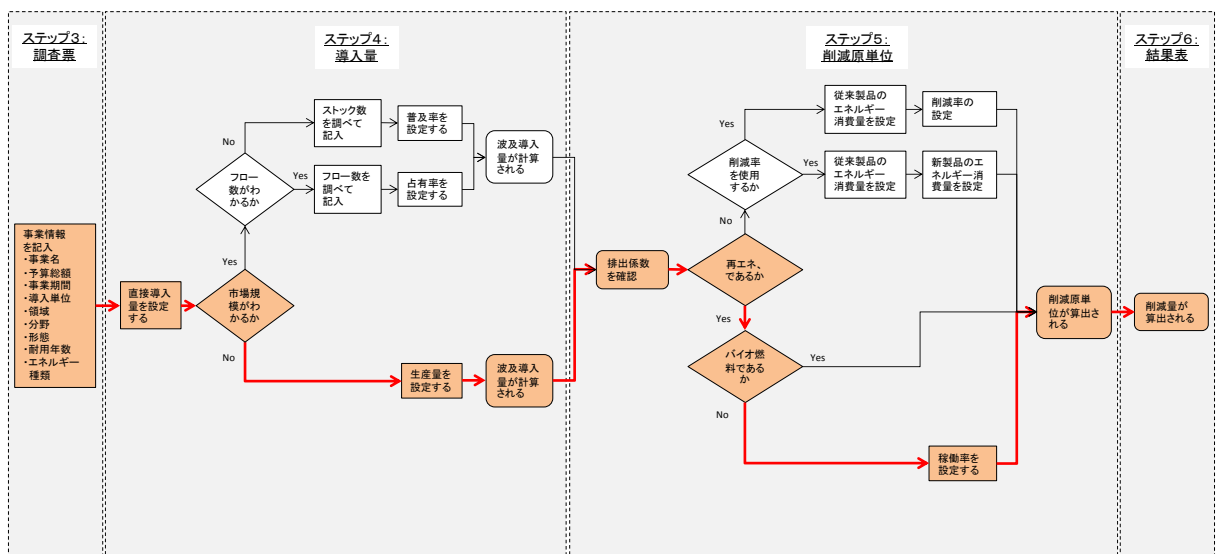 ステップ3:
調査票
事業情報
を記入
・事業名
・予算総額
・事業期間
・導入単位
・領域
・分野
・形態
・耐用年数
・エネルギー
種類
ステップ4:
導入量
直接導入
量を設定
する
市場規
模がわ
かるか
Yes
No
フロー
数がわ
かるか
No
Yes
ストック数
を調べて
記入
普及率を
設定する
フロー数を
調べて
記入
占有率を
設定する
波及導入
量が計算
される
生産量を
設定する
波及導入
量が計算
される
ステップ5:
削減原単位
排出係数
を確認
再エネ、
であるか
No
Yes
削減率
を使用
するか
Yes
Yes
従来製品の
エネルギー
消費量を設定
削減率の
設定
従来製品の
エネルギー
消費量を設定
新製品のエ
ネルギー消
費量を設定
バイオ燃
料である
か
Yes
No
稼働率を
設定する
削減原単
位が算出さ
れる
ステップ6:
結果表
削減量が
算出される